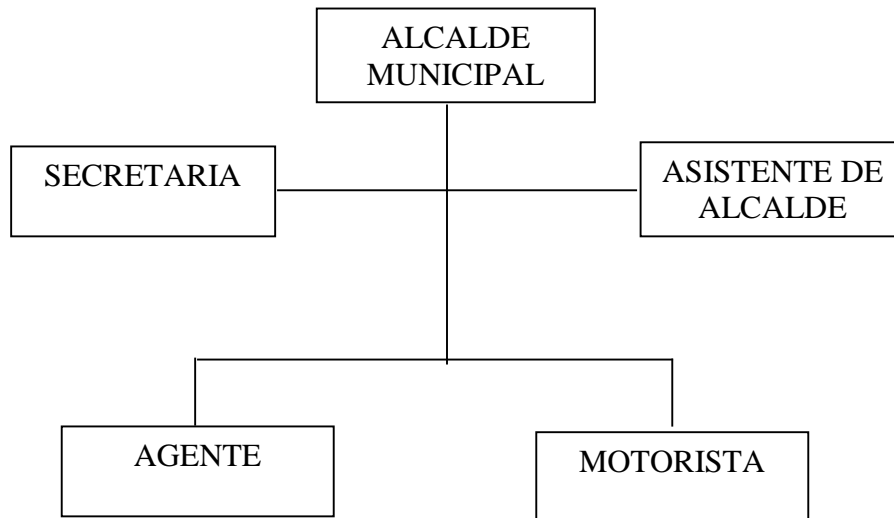 ALCALDE
MUNICIPAL
SECRETARIA
ASISTENTE DE
ALCALDE
AGENTE
MOTORISTA